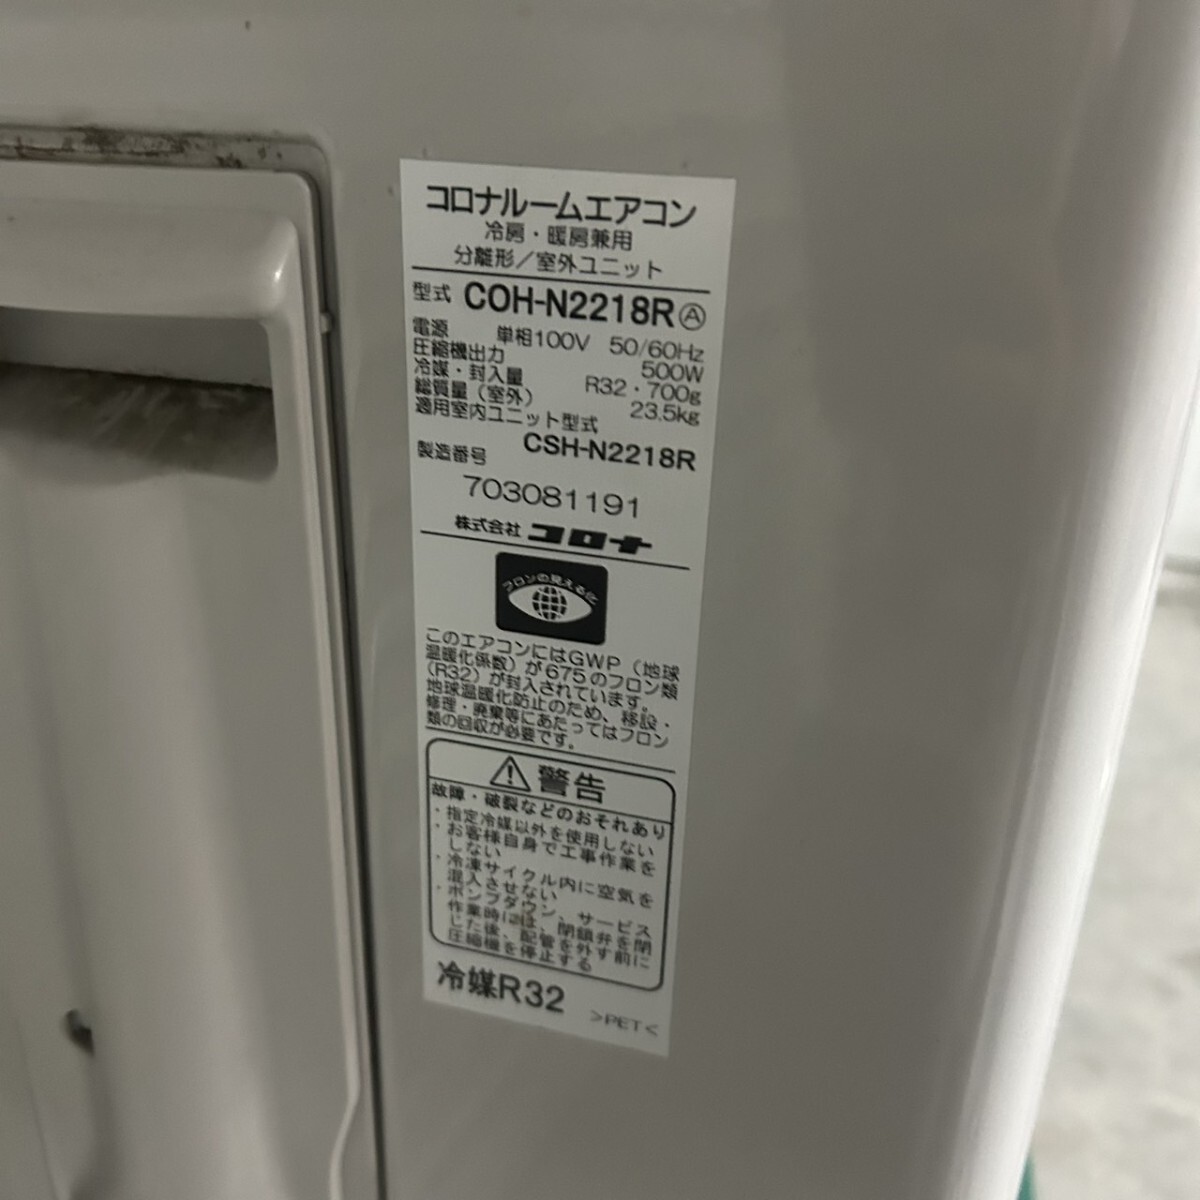 コロナルームエアコン
冷房・暖房兼用
分離形／室外ユニット
型式 COH-N2218R Ⓐ
電源 単相100V 50/60Hz
圧縮機出力 500W
冷媒・封入量 R32・700g
総質量（室外） 23.5kg
適用室内ユニット型式
CSH-N2218R
製造番号
703081191
株式会社 コロナ
フロンの見える化
このエアコンにはGWP（地球
温暖化係数）が675のフロン類
（R32）が封入されています。
地球温暖化防止のため、移設・
修理・廃棄等にあたってはフロン
類の回収が必要です。
警告
故障・破裂などのおそれあり
・指定冷媒以外を使用しない
・お客様自身で工事作業を
しない
・冷凍サイクル内に空気を
混入させない
・ポンプダウン、サービス
作業時には、閉鎖弁を閉
じた後、配管を外す前に
圧縮機を停止する
冷媒R32
>PET<